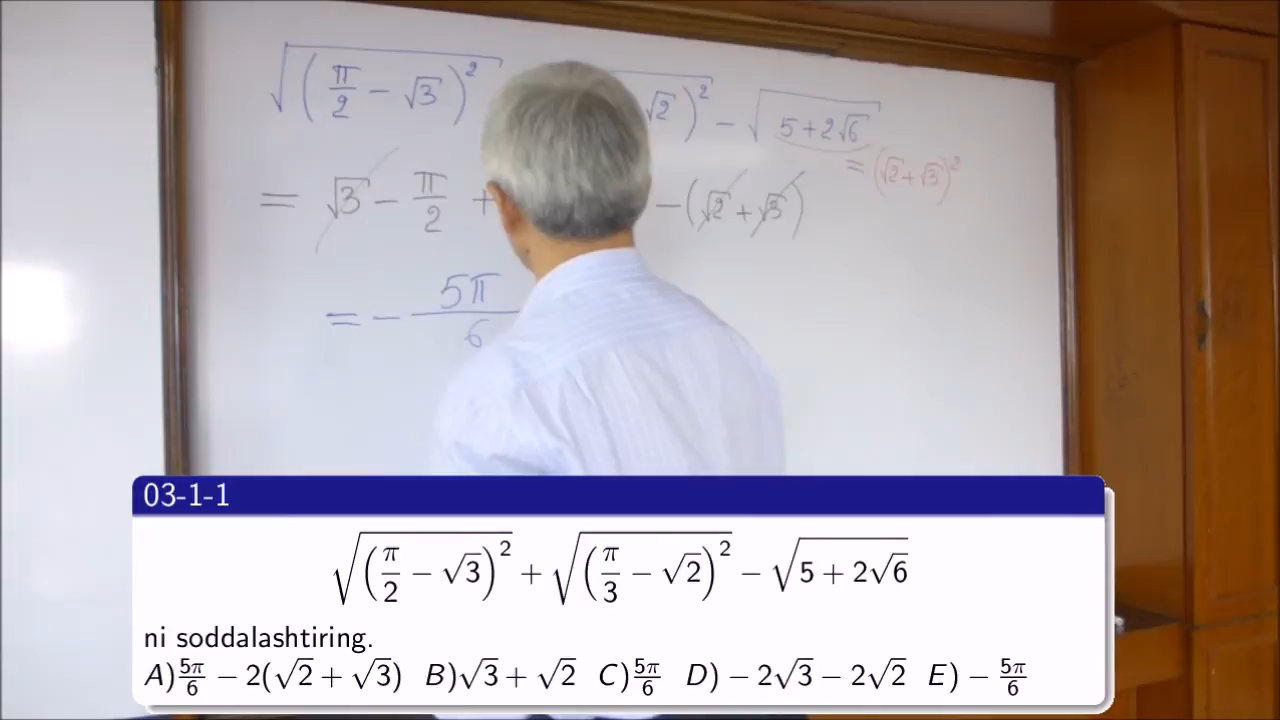 √((π/2 − √3)²) √2)² − √(5+2√6)
= (√2 + √3)²
= √3 − π/2 + −(√2 + √3)
= − 5π/6
03-1-1
√((π/2 − √3)²) + √((π/3 − √2)²) − √(5 + 2√6)
ni soddalashtiring.
A) 5π/6 − 2(√2 + √3) B) √3 + √2 C) 5π/6 D) − 2√3 − 2√2 E) − 5π/6